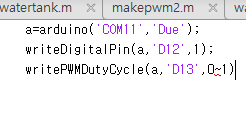 watertank.m makepwm2.m
a=arduino('COM11','Due');
writeDigitalPin(a,'D12',1);
writePWMDutyCycle(a,'D13',0~1)